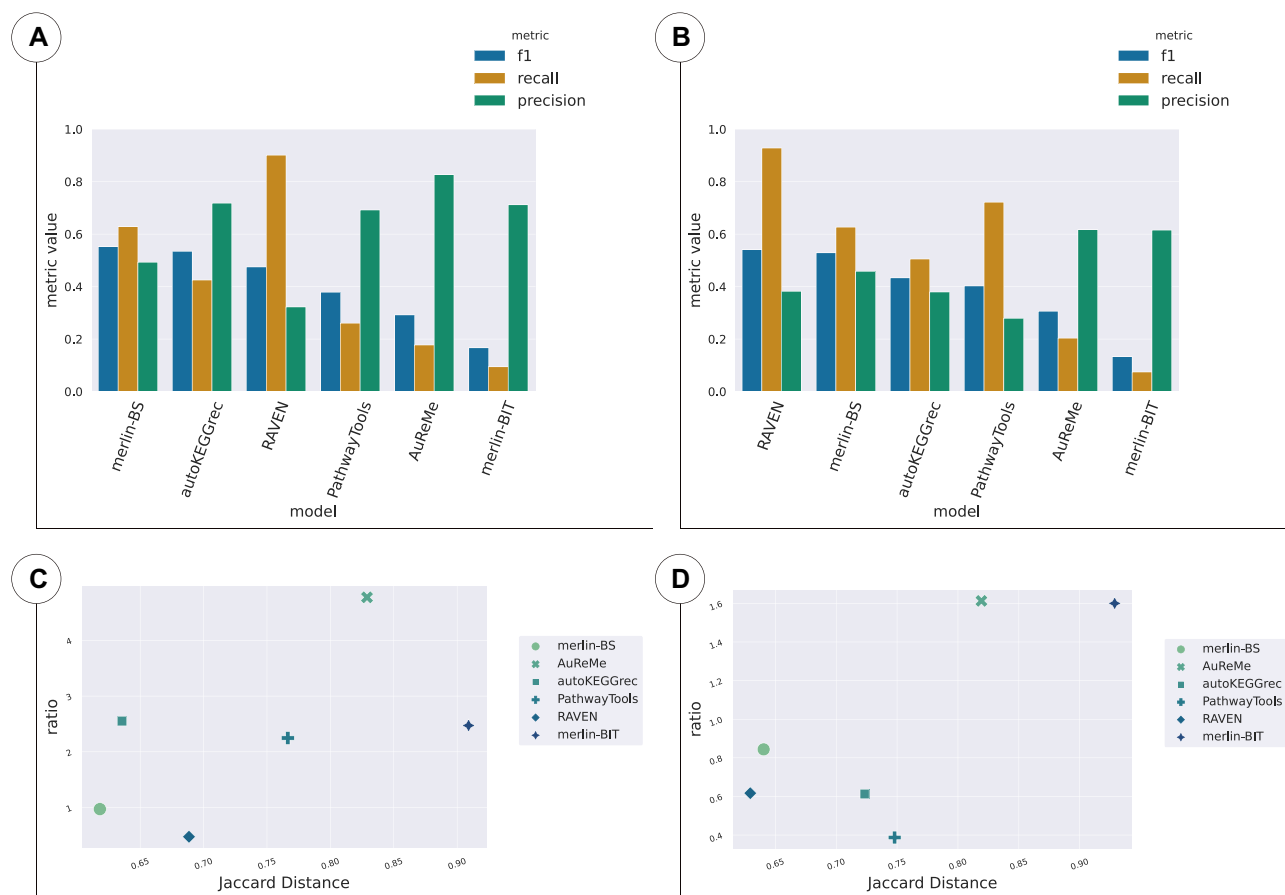 A
metric
f1
recall
precision
1.0
0.8
0.6
0.4
0.2
0.0
metric value
merlin-BS
autoKEGGrec
RAVEN
PathwayTools
AuReMe
merlin-BIT
model
B
metric
f1
recall
precision
1.0
0.8
0.6
0.4
0.2
0.0
metric value
RAVEN
merlin-BS
autoKEGGrec
PathwayTools
AuReMe
merlin-BIT
model
C
4
3
2
1
ratio
0.65
0.70
0.75
0.80
0.85
0.90
Jaccard Distance
merlin-BS
AuReMe
autoKEGGrec
PathwayTools
RAVEN
merlin-BIT
D
1.6
1.4
1.2
1.0
0.8
0.6
0.4
ratio
0.65
0.70
0.75
0.80
0.85
0.90
Jaccard Distance
merlin-BS
AuReMe
autoKEGGrec
PathwayTools
RAVEN
merlin-BIT